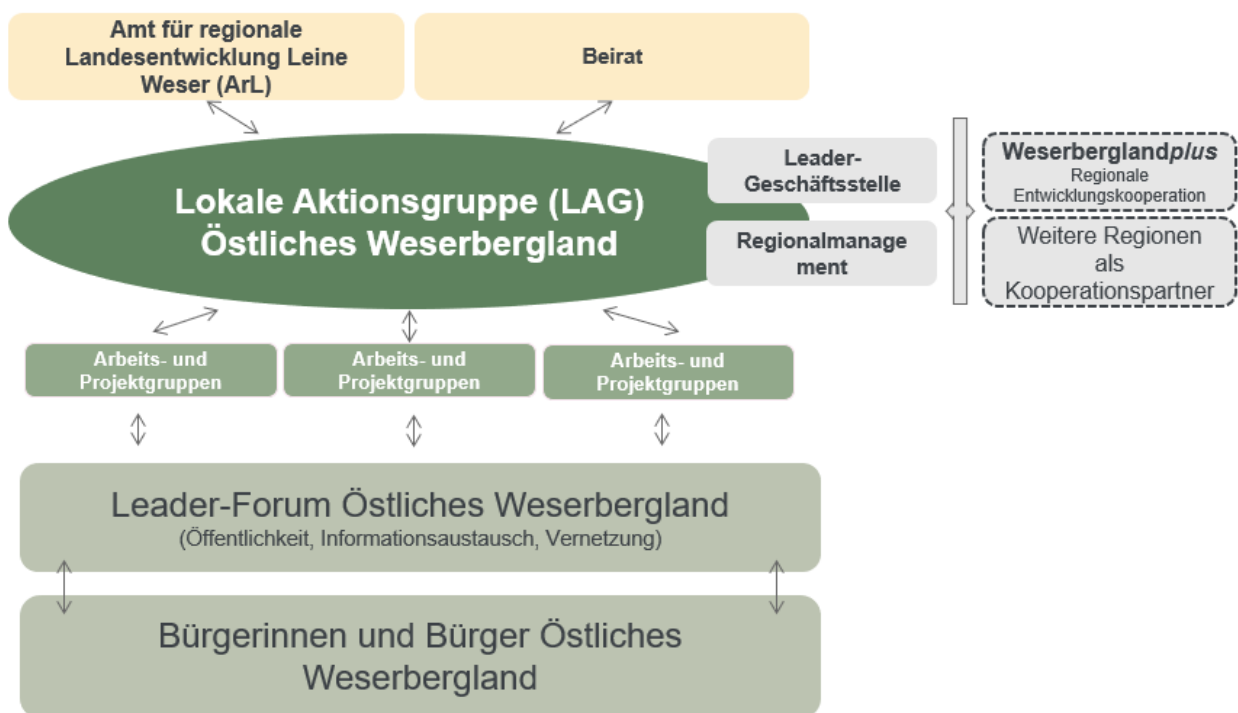 Amt für regionale
Landesentwicklung Leine
Weser (ArL)
Beirat
Lokale Aktionsgruppe (LAG)
Östliches Weserbergland
Leader-
Geschäftsstelle
Regionalmanage
ment
Weserberglandplus
Regionale
Entwicklungskooperation
Weitere Regionen
als
Kooperationspartner
Arbeits- und
Projektgruppen
Arbeits- und
Projektgruppen
Arbeits- und
Projektgruppen
Leader-Forum Östliches Weserbergland
(Öffentlichkeit, Informationsaustausch, Vernetzung)
Bürgerinnen und Bürger Östliches
Weserbergland